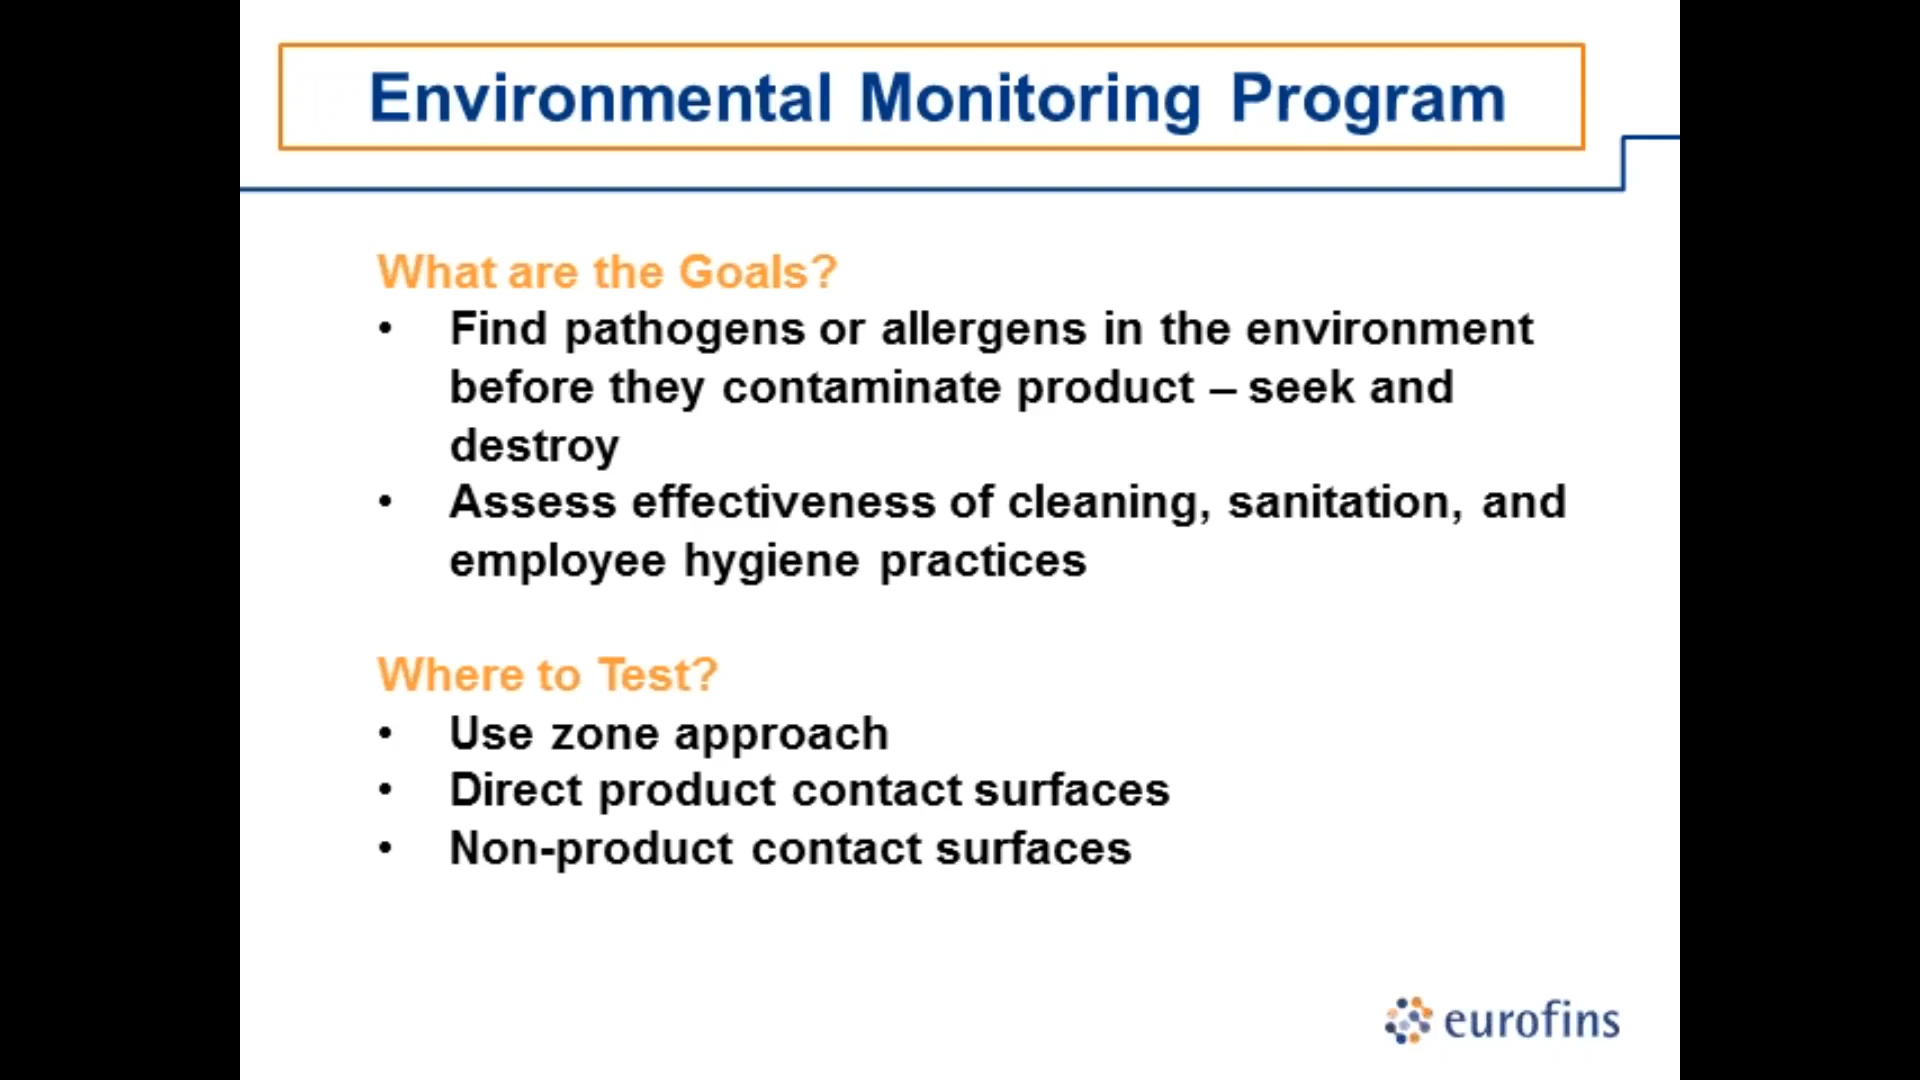 Environmental Monitoring Program
What are the Goals?
• Find pathogens or allergens in the environment
before they contaminate product – seek and
destroy
• Assess effectiveness of cleaning, sanitation, and
employee hygiene practices
Where to Test?
• Use zone approach
• Direct product contact surfaces
• Non-product contact surfaces
eurofins